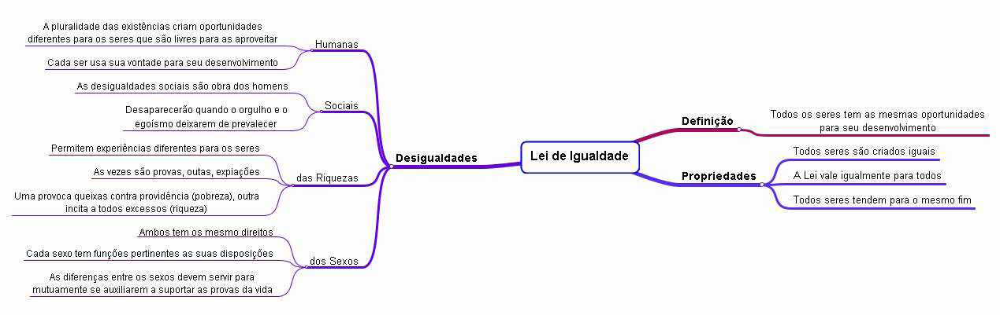 Lei de Igualdade
Definição
Todos os seres tem as mesmas oportunidades
para seu desenvolvimento
Propriedades
Todos seres são criados iguais
A Lei vale igualmente para todos
Todos seres tendem para o mesmo fim
Desigualdades
Humanas
A pluralidade das existências criam oportunidades
diferentes para os seres que são livres para as aproveitar
Cada ser usa sua vontade para seu desenvolvimento
Sociais
As desigualdades sociais são obra dos homens
Desaparecerão quando o orgulho e o
egoísmo deixarem de prevalecer
das Riquezas
Permitem experiências diferentes para os seres
As vezes são provas, outas, expiações
Uma provoca queixas contra providência (pobreza), outra
incita a todos excessos (riqueza)
dos Sexos
Ambos tem os mesmo direitos
Cada sexo tem funções pertinentes as suas disposições
As diferenças entre os sexos devem servir para
mutuamente se auxiliarem a suportar as provas da vida